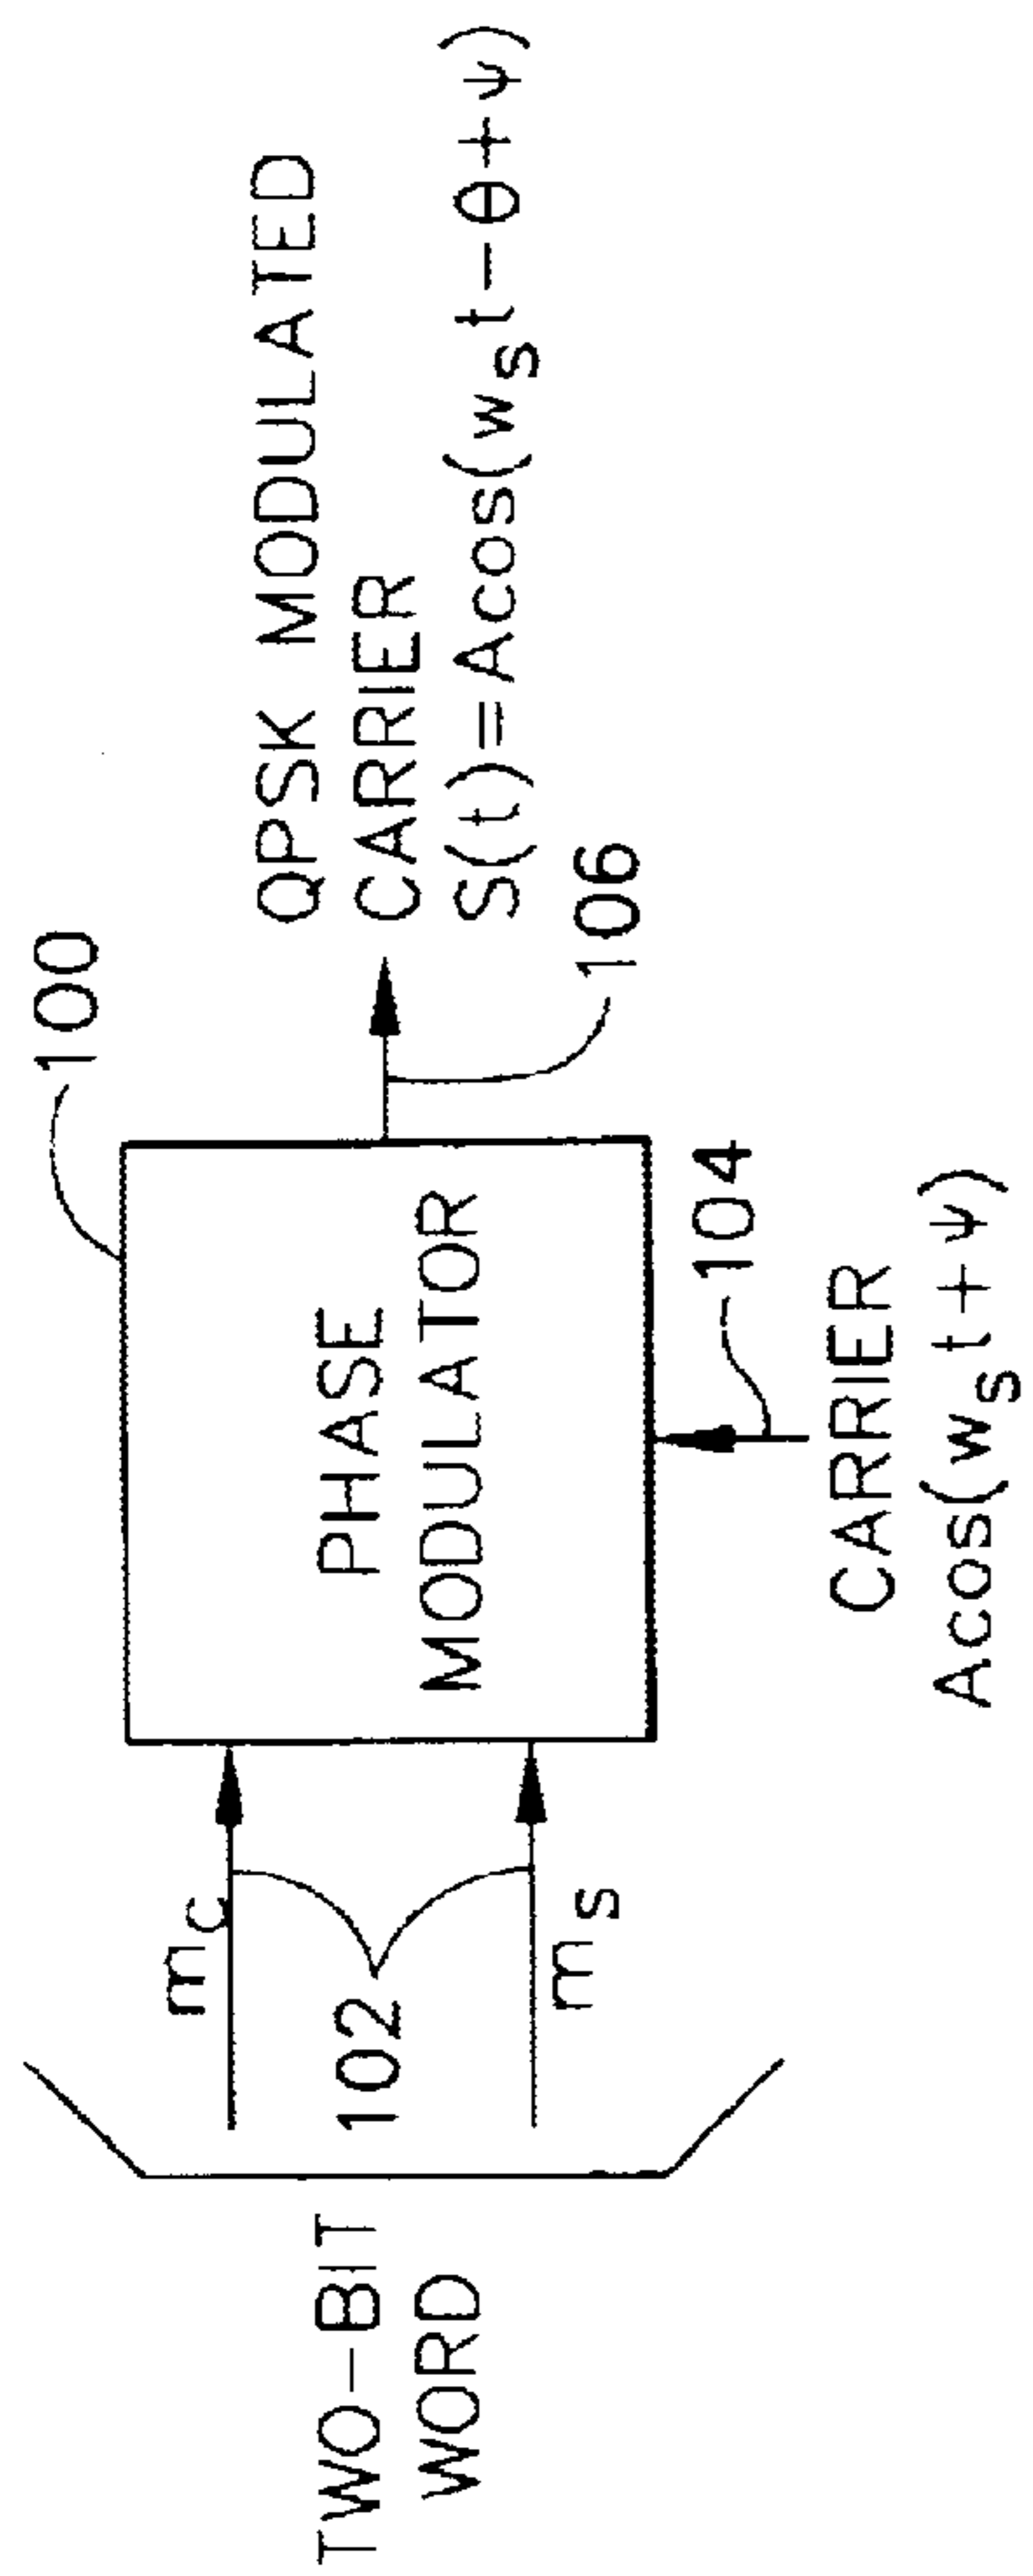 100
QPSK MODULATED
CARRIER
S(t)=Acos(w_s t-θ+ψ)
106
TWO-BIT
WORD
m_c
102
m_s
PHASE
MODULATOR
104
CARRIER
Acos(w_s t+ψ)